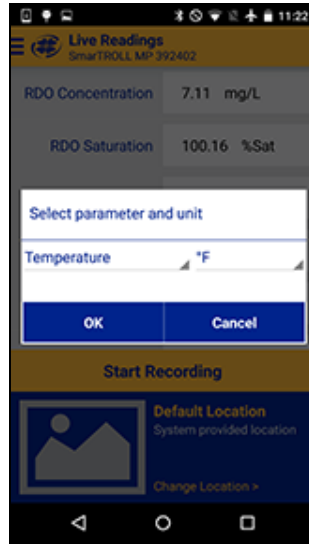 11:22
Live Readings
SmarTROLL MP 392402
RDO Concentration 7.11 mg/L
RDO Saturation 100.16 %Sat
Select parameter and unit
Temperature °F
OK Cancel
Start Recording
Default Location
System provided location
Change Location >